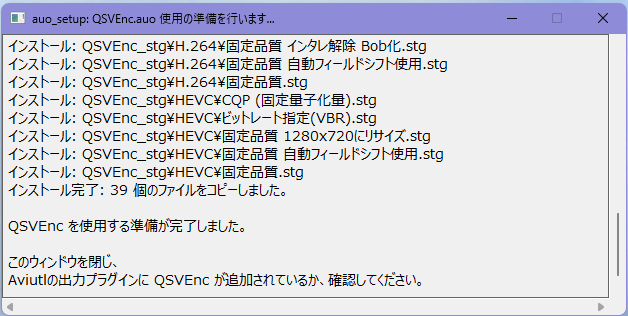 auo_setup: QSVEnc.auo 使用の準備を行います...
インストール: QSVEnc_stg¥H.264¥固定品質 インタレ解除 Bob化.stg
インストール: QSVEnc_stg¥H.264¥固定品質 自動フィールドシフト使用.stg
インストール: QSVEnc_stg¥H.264¥固定品質.stg
インストール: QSVEnc_stg¥HEVC¥CQP (固定量子化量).stg
インストール: QSVEnc_stg¥HEVC¥ビットレート指定(VBR).stg
インストール: QSVEnc_stg¥HEVC¥固定品質 1280x720にリサイズ.stg
インストール: QSVEnc_stg¥HEVC¥固定品質 自動フィールドシフト使用.stg
インストール: QSVEnc_stg¥HEVC¥固定品質.stg
インストール完了: 39 個のファイルをコピーしました。
QSVEnc を使用する準備が完了しました。
このウィンドウを閉じ、
Aviutlの出力プラグインに QSVEnc が追加されているか、確認してください。